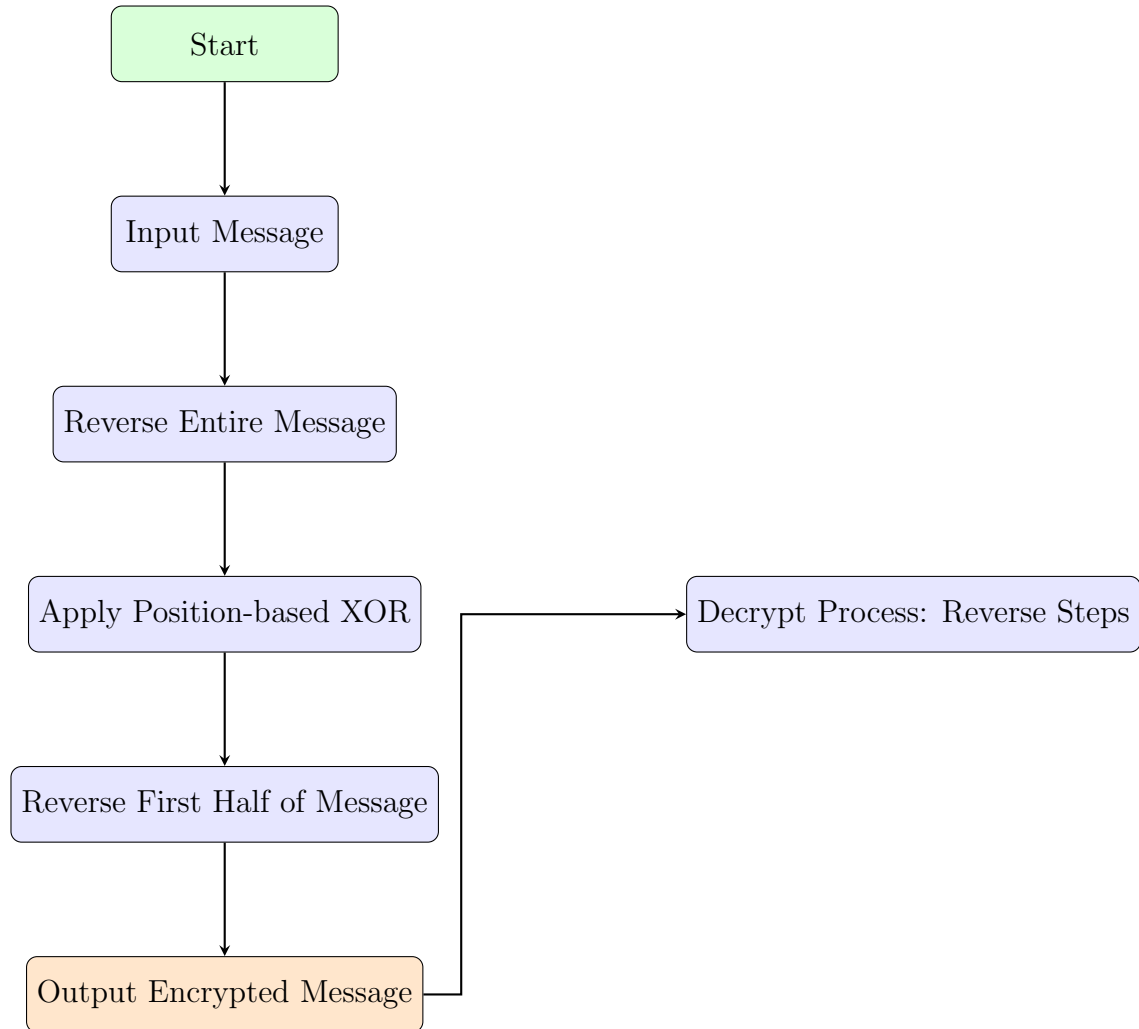 Start
Input Message
Reverse Entire Message
Apply Position-based XOR
Decrypt Process: Reverse Steps
Reverse First Half of Message
Output Encrypted Message